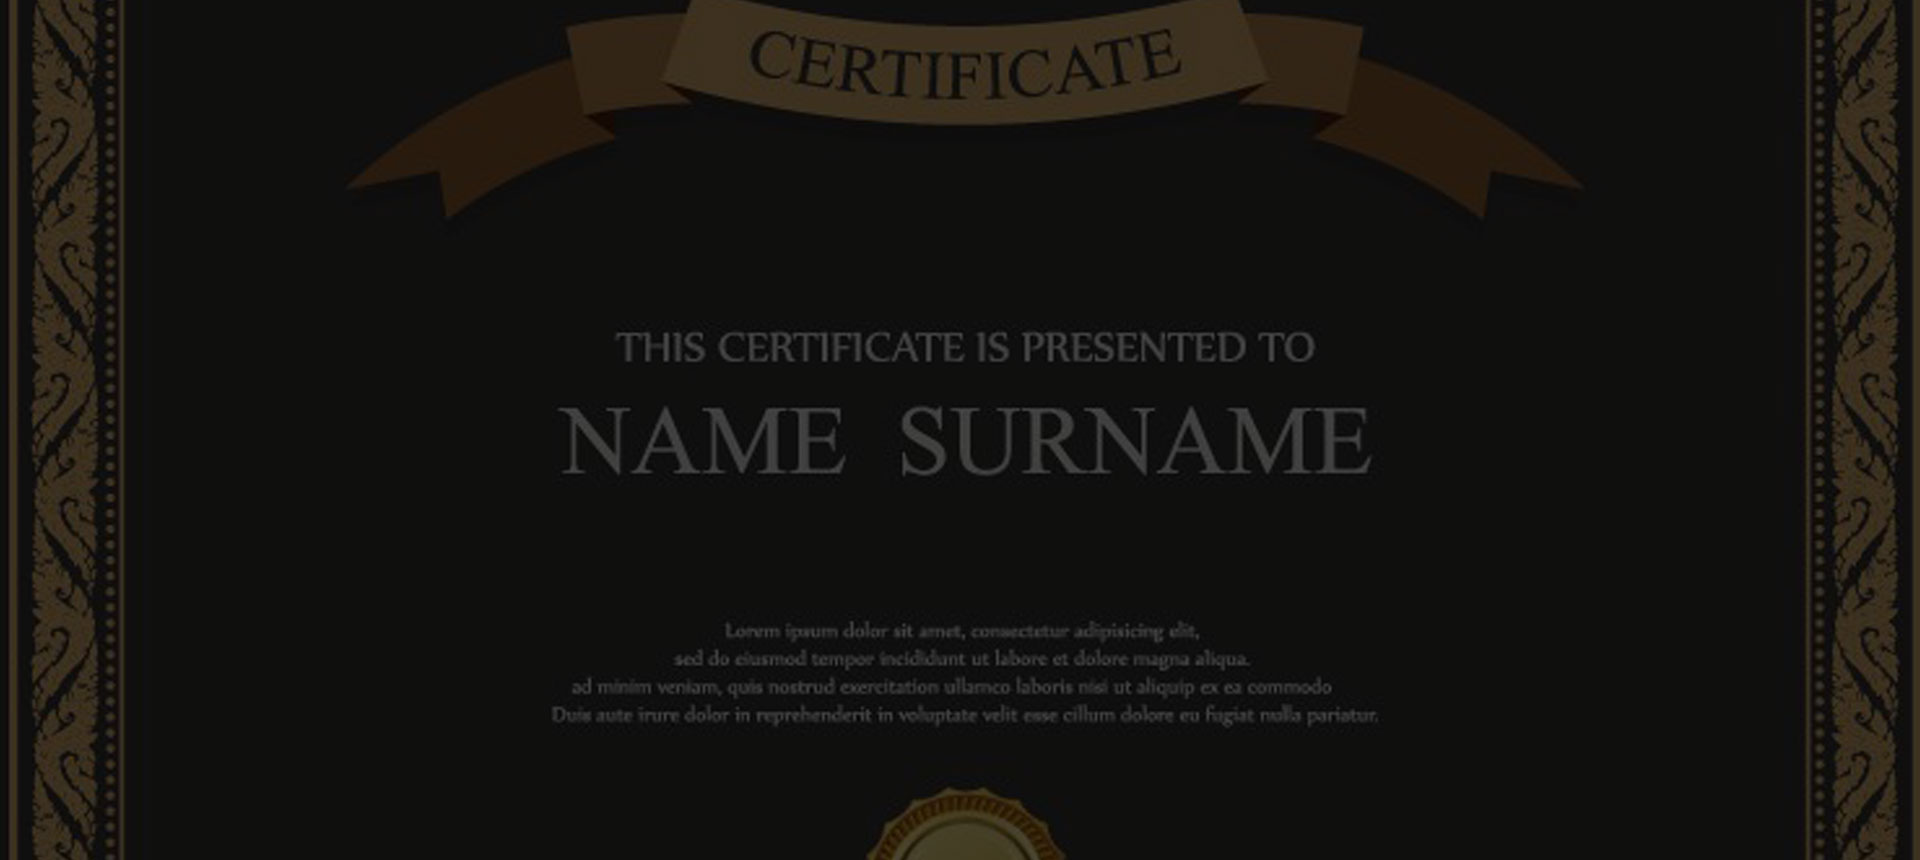 CERTIFICATE
THIS CERTIFICATE IS PRESENTED TO
NAME SURNAME
Lorem ipsum dolor sit amet, consectetur adipisicing elit,
sed do eiusmod tempor incididunt ut labore et dolore magna aliqua.
ad minim veniam, quis nostrud exercitation ullamco laboris nisi ut aliquip ex ea commodo
Duis aute irure dolor in reprehenderit in voluptate velit esse cillum dolore eu fugiat nulla pariatur.